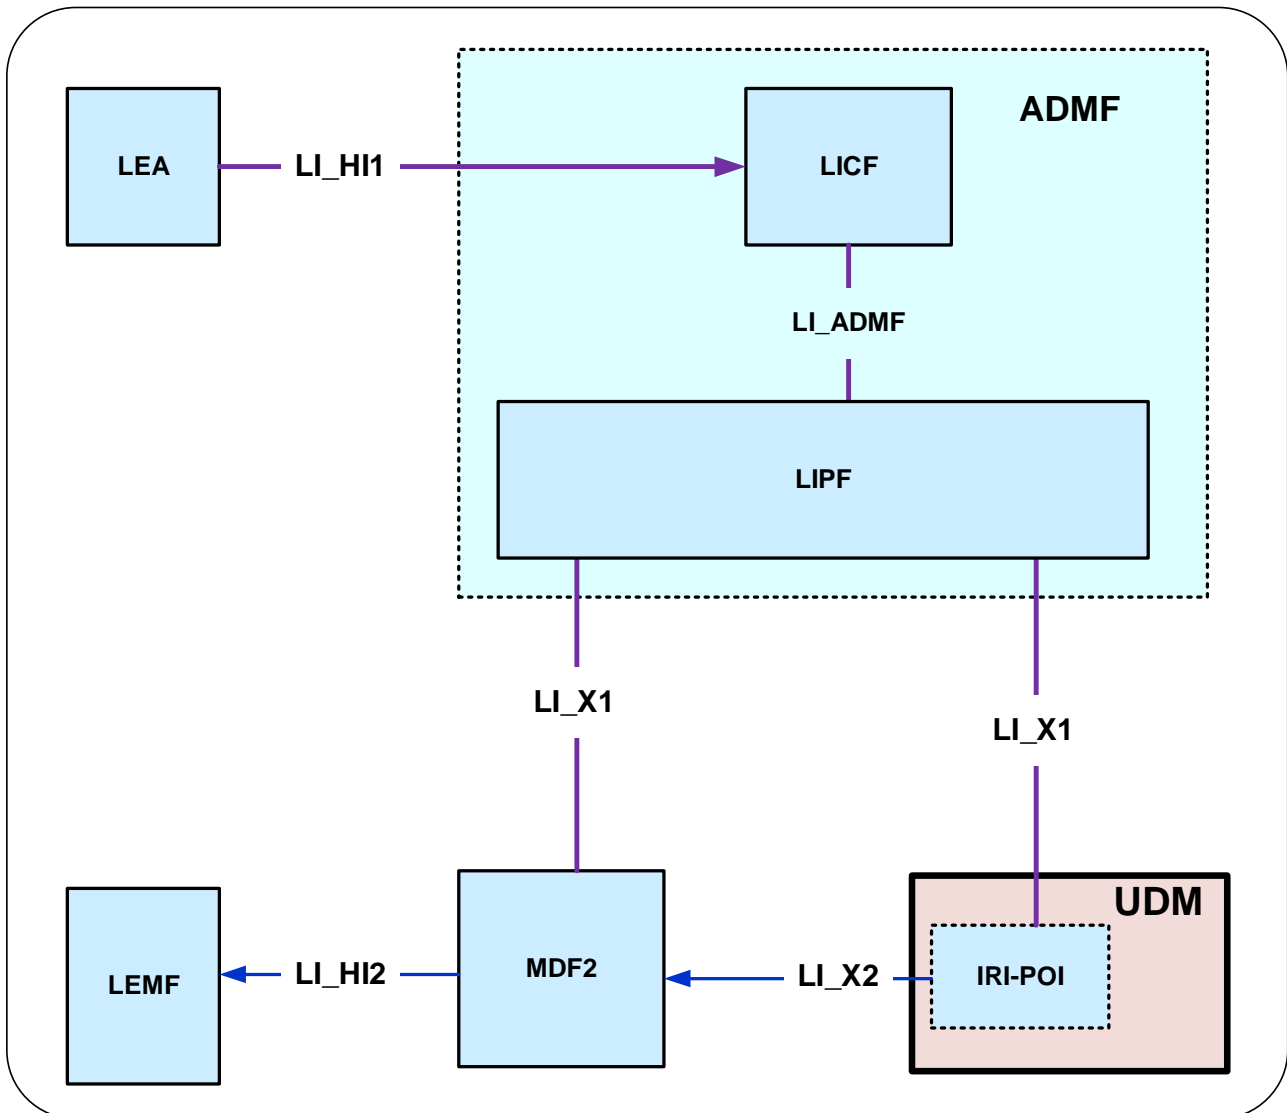 ADMF
LEA
LI_HI1
LICF
LI_ADMF
LIPF
LI_X1
LI_X1
UDM
LEMF
LI_HI2
MDF2
LI_X2
IRI-POI